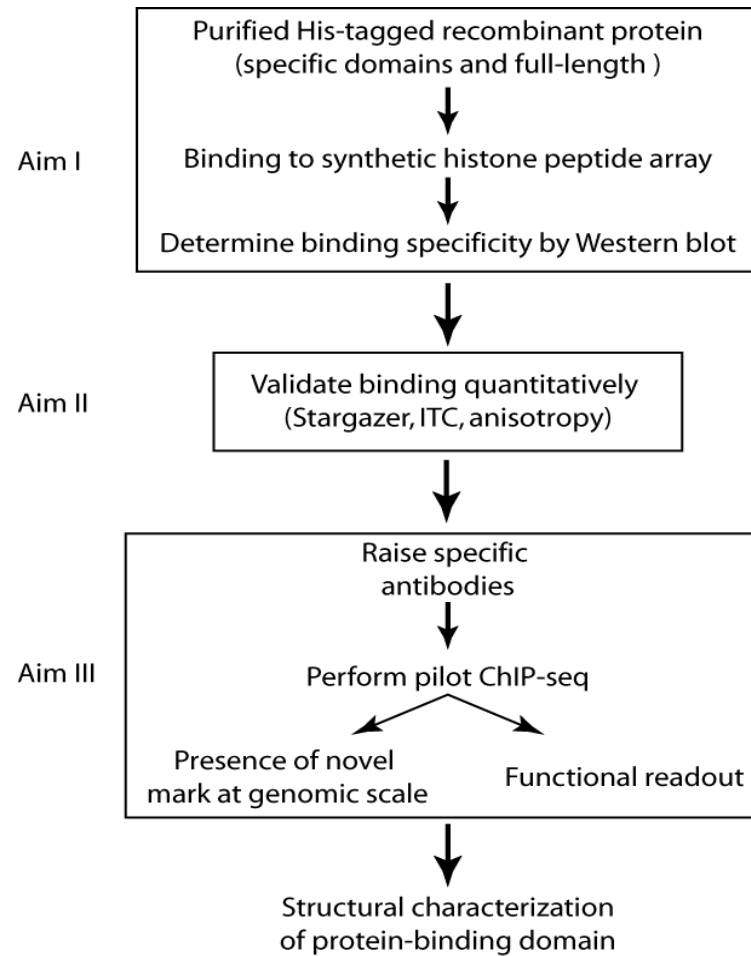 Purified His-tagged recombinant protein
(specific domains and full-length )
Aim I
Binding to synthetic histone peptide array
Determine binding specificity by Western blot
Aim II
Validate binding quantitatively
(Stargazer, ITC, anisotropy)
Raise specific
antibodies
Aim III
Perform pilot ChIP-seq
Presence of novel
mark at genomic scale
Functional readout
Structural characterization
of protein-binding domain